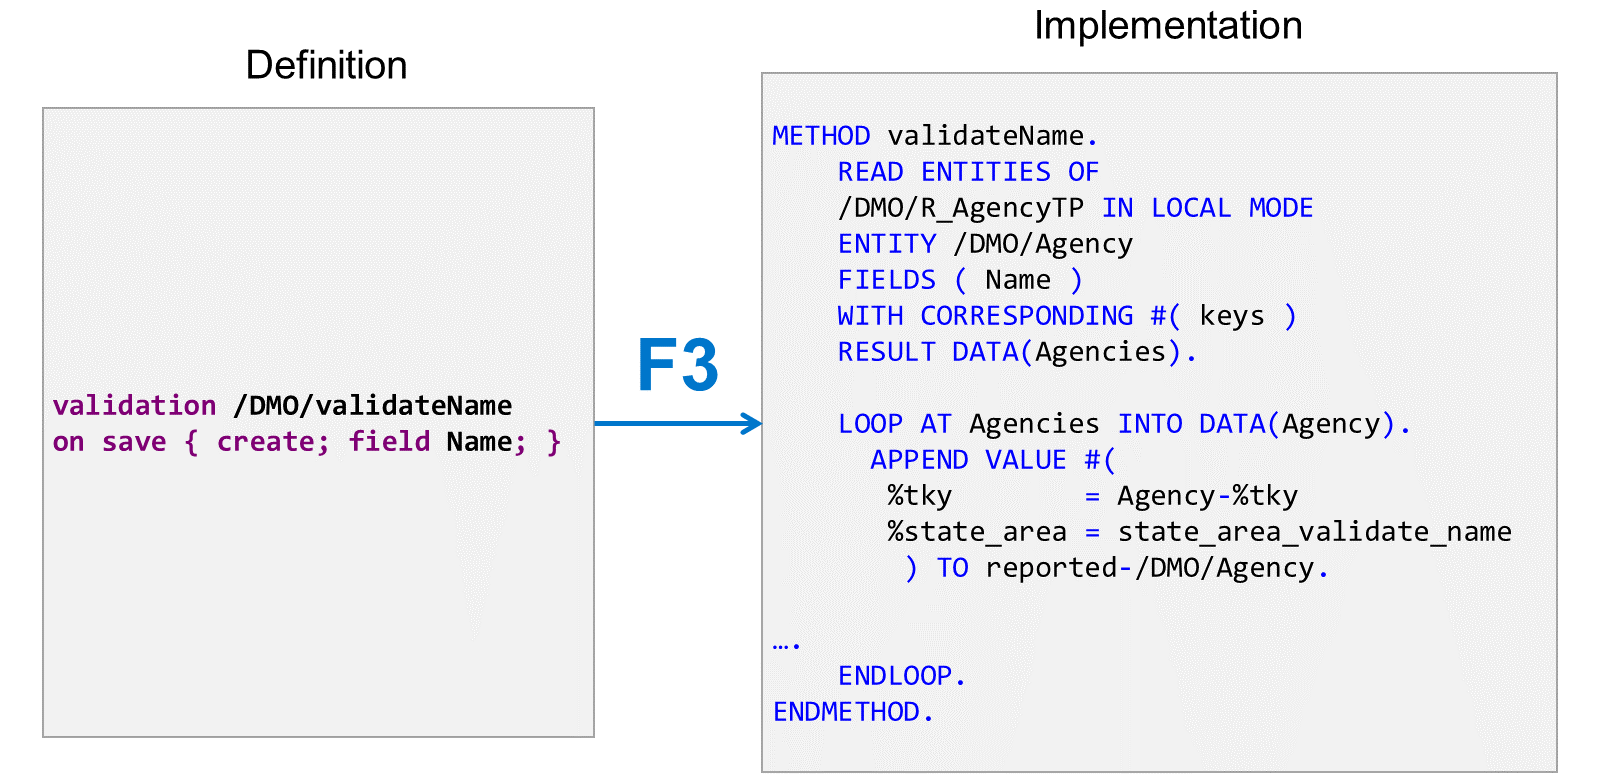 Definition
validation /DMO/validateName
on save { create; field Name; }
F3
Implementation
METHOD validateName.
READ ENTITIES OF
/DMO/R_AgencyTP IN LOCAL MODE
ENTITY /DMO/Agency
FIELDS ( Name )
WITH CORRESPONDING #( keys )
RESULT DATA(Agencies).
LOOP AT Agencies INTO DATA(Agency).
APPEND VALUE #(
%tky = Agency-%tky
%state_area = state_area_validate_name
) TO reported-/DMO/Agency.
….
ENDLOOP.
ENDMETHOD.